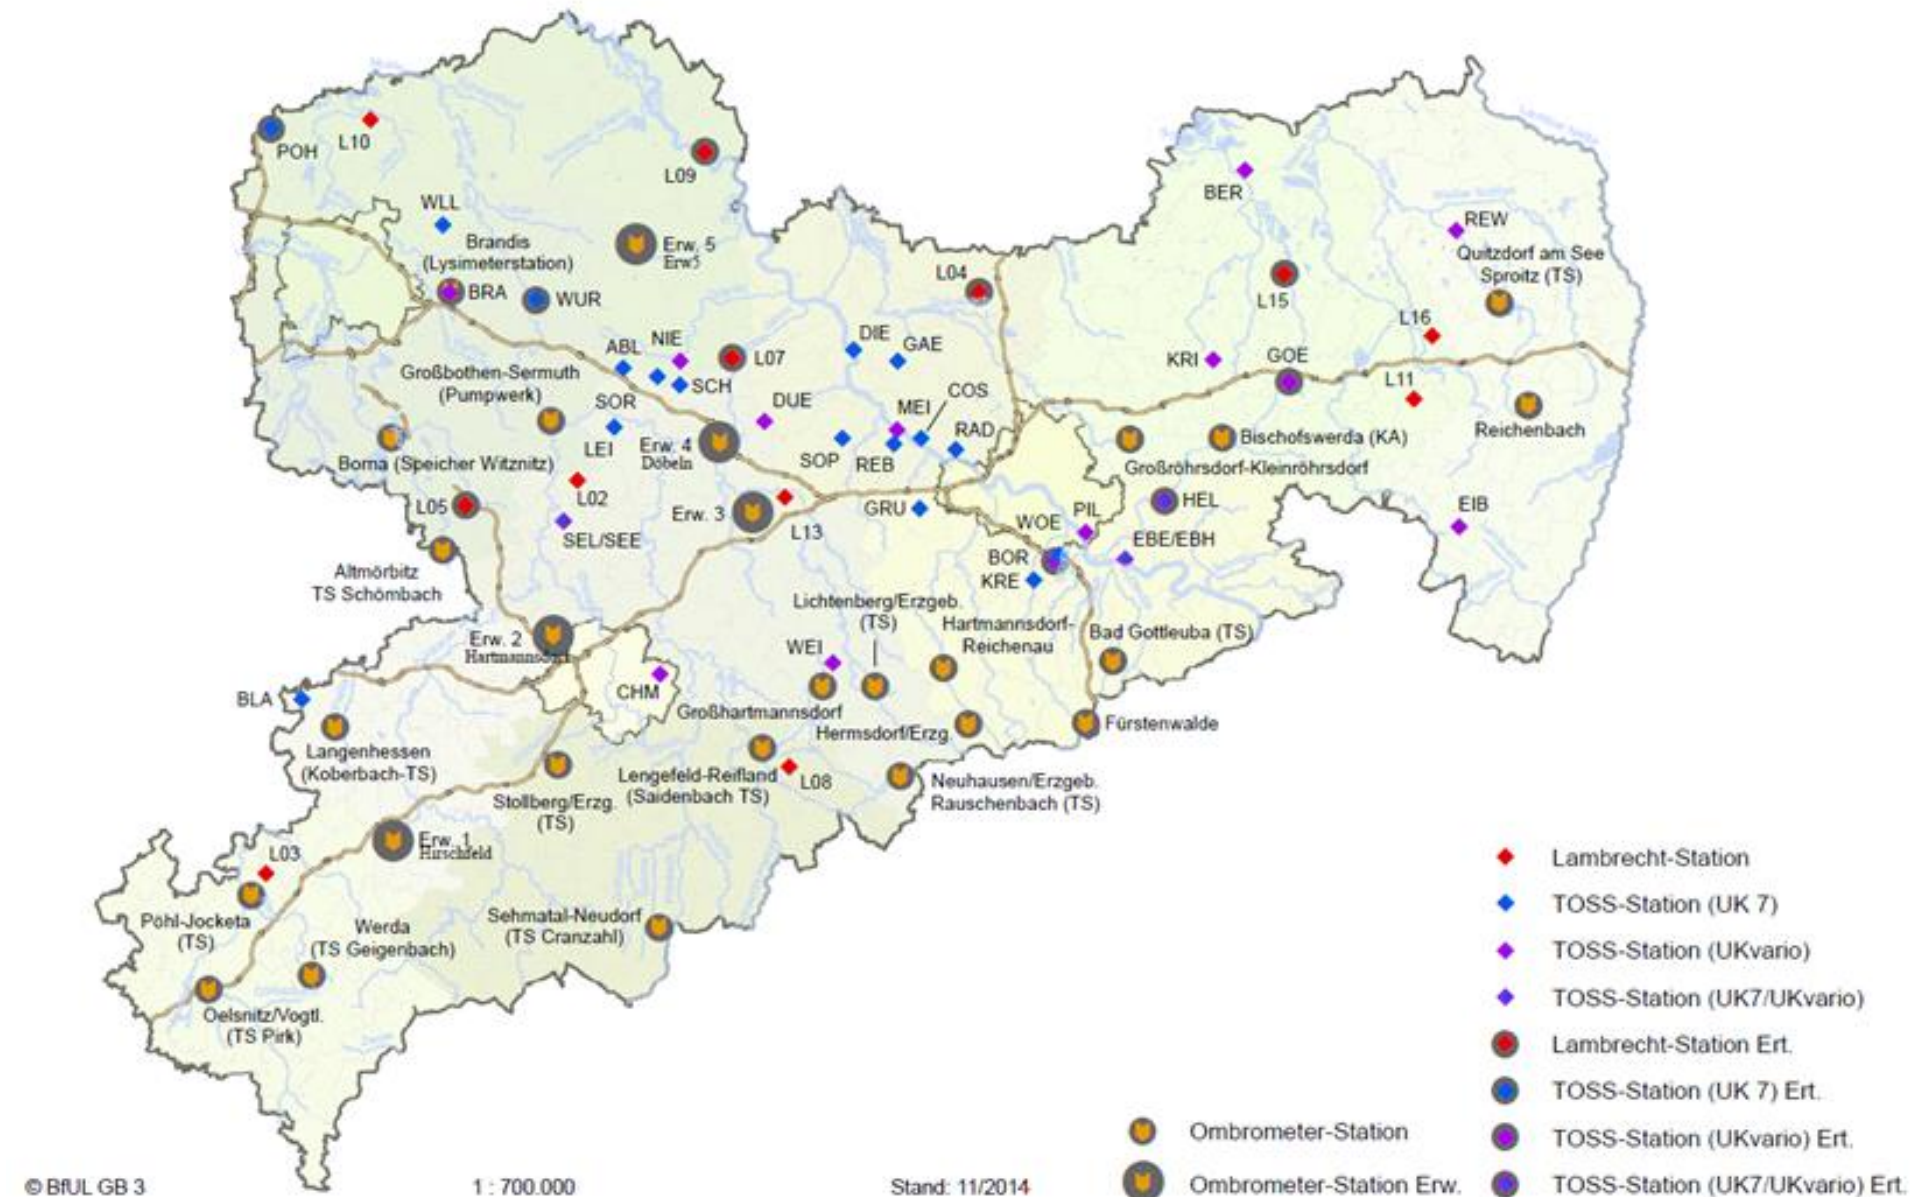 POH
L10
L09
WLL
Brandis
(Lysimeterstation)
BRA
WUR
Erw. 5
Erw5
L04
BER
REW
Quitzdorf am See
Sproitz (TS)
L15
L16
KRI
GOE
L11
Reichenbach
DIE
GAE
ABL
NIE
L07
SCH
Großbothen-Sermuth
(Pumpwerk)
SOR
LEI
DUE
MEI
COS
RAD
SOP
REB
Erw. 4
Döbeln
Borna (Speicher Witznitz)
Bischofswerda (KA)
Großröhrsdorf-Kleinröhrsdorf
L05
L02
SEL/SEE
Erw. 3
L13
GRU
HEL
WOE
PIL
EBE/EBH
BOR
KRE
EIB
Altmörbitz
TS Schömbach
Erw. 2
Hartmannsdorf
Lichtenberg/Erzgeb.
(TS)
Hartmannsdorf-
Reichenau
Bad Gottleuba (TS)
WEI
CHM
BLA
Großhartmannsdorf
Hermsdorf/Erzg.
Fürstenwalde
Langenhessen
(Koberbach-TS)
Lengefeld-Reifland
(Saidenbach TS)
L08
Neuhausen/Erzgeb.
Rauschenbach (TS)
Stollberg/Erzg.
(TS)
Erw. 1
Hirschfeld
L03
Pöhl-Jocketa
(TS)
Werda
(TS Geigenbach)
Sehmatal-Neudorf
(TS Cranzahl)
Oelsnitz/Vogtl.
(TS Pirk)
Lambrecht-Station
TOSS-Station (UK 7)
TOSS-Station (UKvario)
TOSS-Station (UK7/UKvario)
Lambrecht-Station Ert.
TOSS-Station (UK 7) Ert.
TOSS-Station (UKvario) Ert.
TOSS-Station (UK7/UKvario) Ert.
Ombrometer-Station
Ombrometer-Station Erw.
© BfUL GB 3
1 : 700.000
Stand: 11/2014